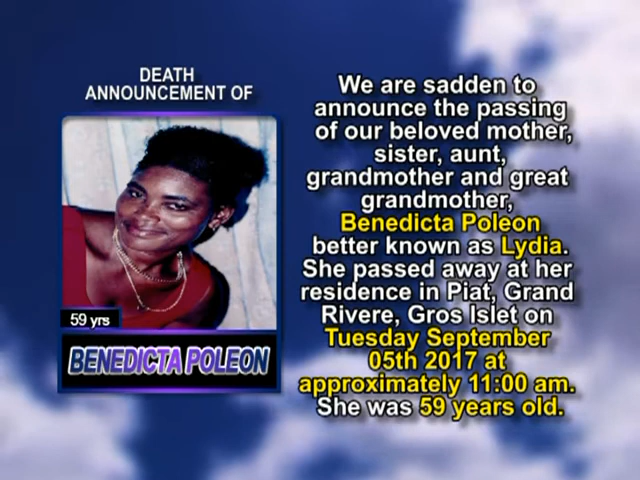 DEATH
ANNOUNCEMENT OF
59 yrs
BENEDICTA POLEON
We are sadden to
announce the passing
of our beloved mother,
sister, aunt,
grandmother and great
grandmother,
Benedicta Poleon
better known as Lydia.
She passed away at her
residence in Piat, Grand
Rivere, Gros Islet on
Tuesday September
05th 2017 at
approximately 11:00 am.
She was 59 years old.